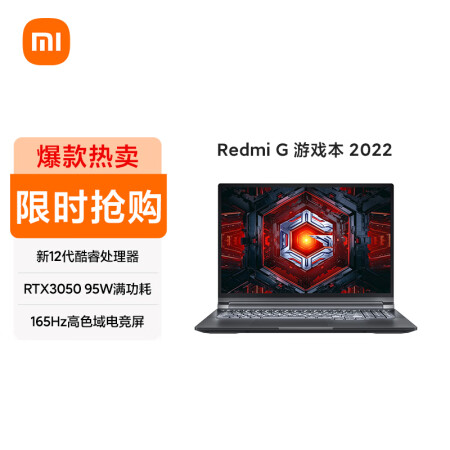 mi
爆款热卖
限时抢购
新12代酷睿处理器
RTX3050 95W满功耗
165Hz高色域电竞屏
Redmi G 游戏本 2022
G